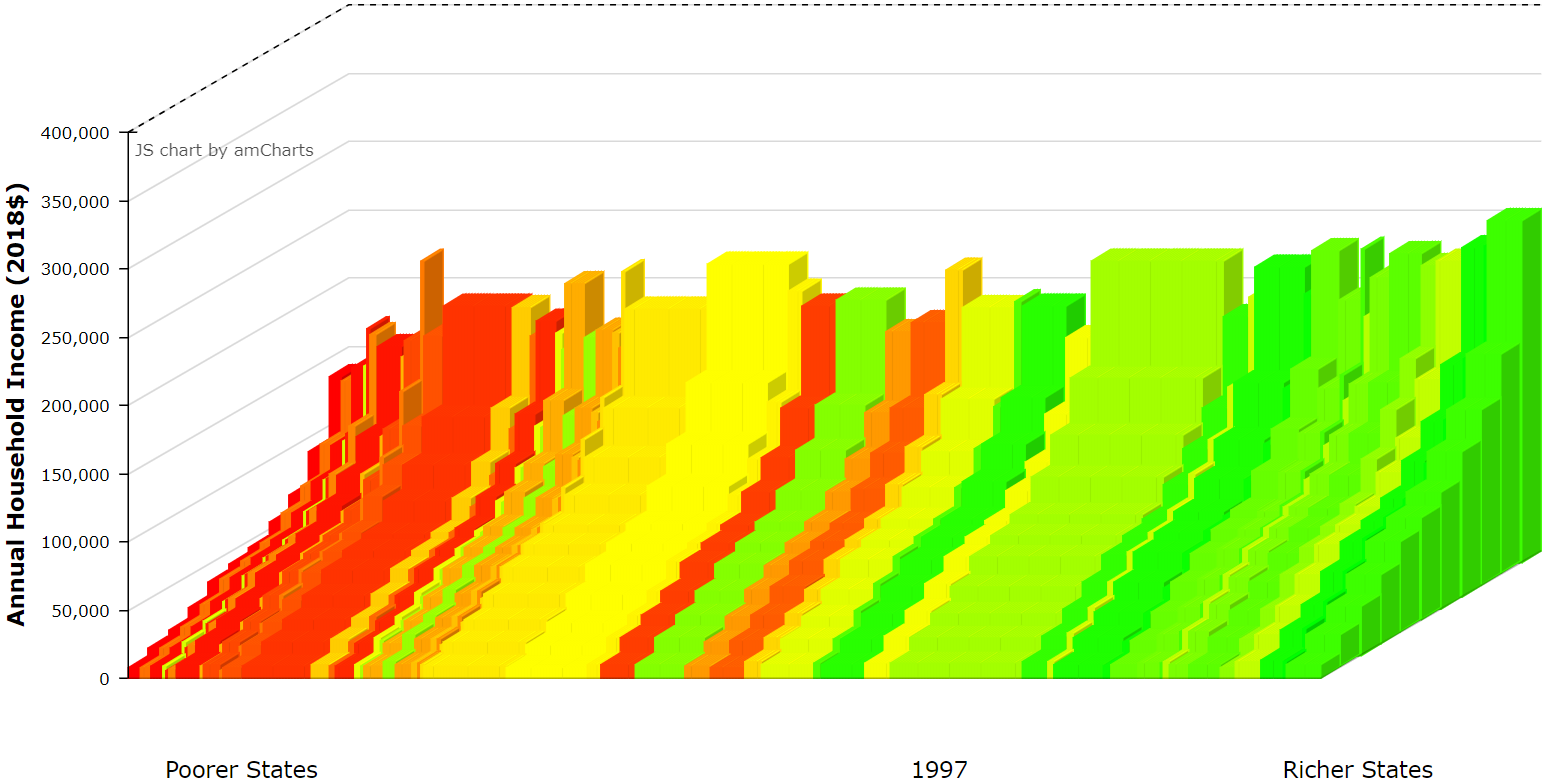 400,000
JS chart by amCharts
350,000
300,000
250,000
200,000
150,000
100,000
50,000
0
Annual Household Income (2018$)
Poorer States
1997
Richer States